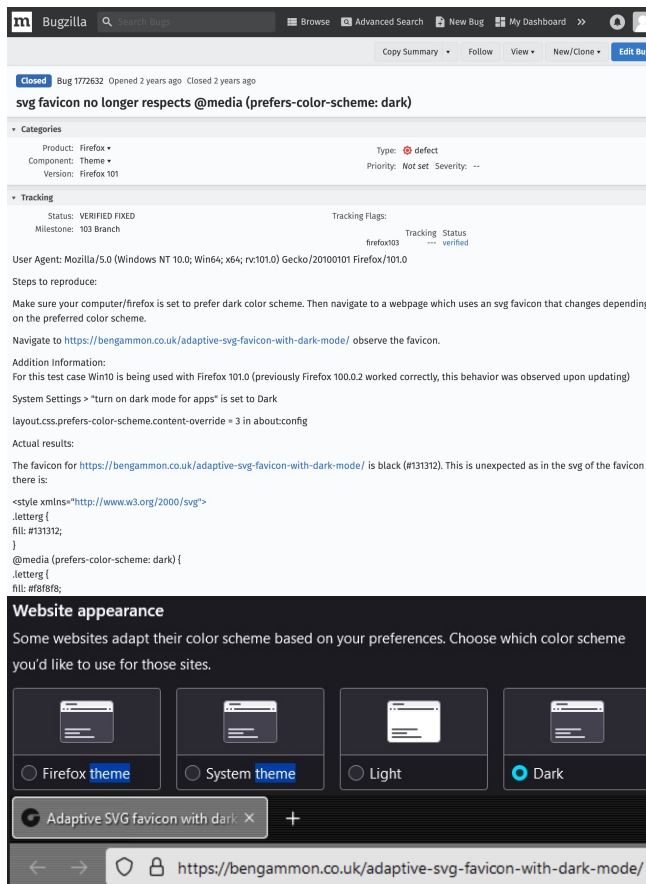 m Bugzilla Search Bugs Browse Advanced Search New Bug My Dashboard »
Copy Summary Follow View New/Clone Edit Bu
Closed Bug 1772632 Opened 2 years ago Closed 2 years ago
svg favicon no longer respects @media (prefers-color-scheme: dark)
Categories
Product: Firefox
Type: defect
Component: Theme
Priority: Not set Severity: --
Version: Firefox 101
Tracking
Status: VERIFIED FIXED
Tracking Flags:
Milestone: 103 Branch
Tracking Status
firefox103 --- verified
User Agent: Mozilla/5.0 (Windows NT 10.0; Win64; x64; rv:101.0) Gecko/20100101 Firefox/101.0
Steps to reproduce:
Make sure your computer/firefox is set to prefer dark color scheme. Then navigate to a webpage which uses an svg favicon that changes depending
on the preferred color scheme.
Navigate to https://bengammon.co.uk/adaptive-svg-favicon-with-dark-mode/ observe the favicon.
Addition Information:
For this test case Win10 is being used with Firefox 101.0 (previously Firefox 100.0.2 worked correctly, this behavior was observed upon updating)
System Settings > "turn on dark mode for apps" is set to Dark
layout.css.prefers-color-scheme.content-override = 3 in about:config
Actual results:
The favicon for https://bengammon.co.uk/adaptive-svg-favicon-with-dark-mode/ is black (#131312). This is unexpected as in the svg of the favicon
there is:
<style xmlns="http://www.w3.org/2000/svg">
.letterg {
fill: #131312;
}
@media (prefers-color-scheme: dark) {
.letterg {
fill: #f8f8f8;
Website appearance
Some websites adapt their color scheme based on your preferences. Choose which color scheme
you'd like to use for those sites.
Firefox theme
System theme
Light
Dark
Adaptive SVG favicon with dark × +
https://bengammon.co.uk/adaptive-svg-favicon-with-dark-mode/